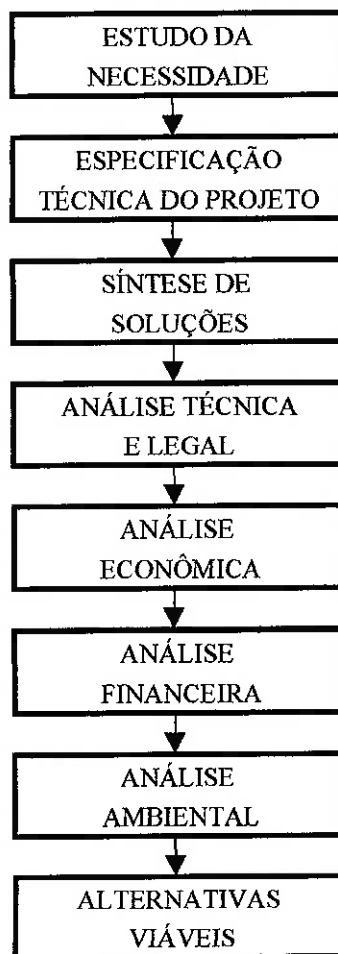 ESTUDO DA
NECESSIDADE
ESPECIFICAÇÃO
TÉCNICA DO PROJETO
SÍNTESE DE
SOLUÇÕES
ANÁLISE TÉCNICA
E LEGAL
ANÁLISE
ECONÔMICA
ANÁLISE
FINANCEIRA
ANÁLISE
AMBIENTAL
ALTERNATIVAS
VIÁVEIS